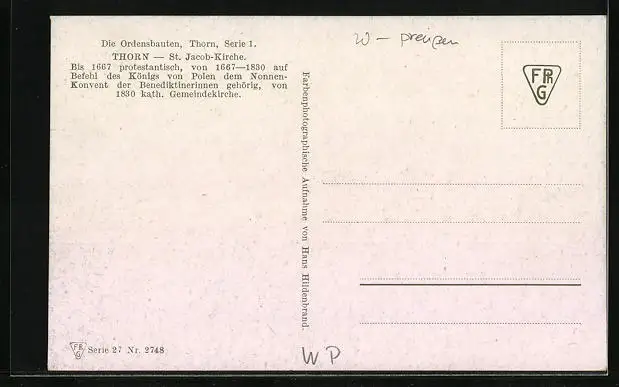 Die Ordensbauten, Thorn, Serie 1.
THORN — St. Jacob-Kirche.
Bis 1667 protestantisch, von 1667—1830 auf
Befehl des Königs von Polen dem Nonnen-
Konvent der Benediktinerinnen gehörig, von
1830 kath. Gemeindekirche.
FPG Serie 27 Nr. 2748
Farbenphotographische Aufnahme von Hans Hildenbrand.
W - preußen
FPG
WP